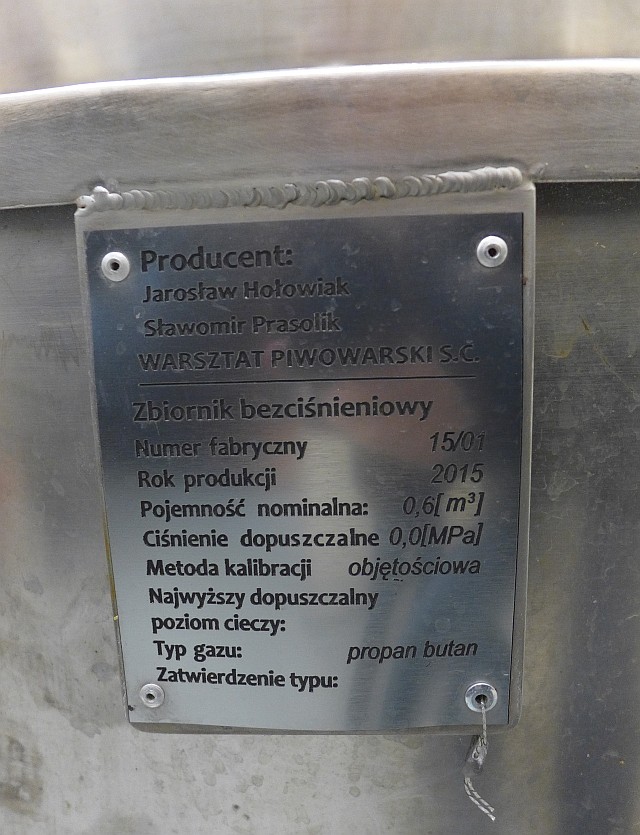 Producent:
Jarosław Hołowiak
Sławomir Prasolik
WARSZTAT PIWOWARSKI S.C.
Zbiornik bezciśnieniowy
Numer fabryczny 15/01
Rok produkcji 2015
Pojemność nominalna: 0,6[m³]
Ciśnienie dopuszczalne 0,0[MPa]
Metoda kalibracji objętościowa
Najwyższy dopuszczalny
poziom cieczy:
Typ gazu: propan butan
Zatwierdzenie typu: